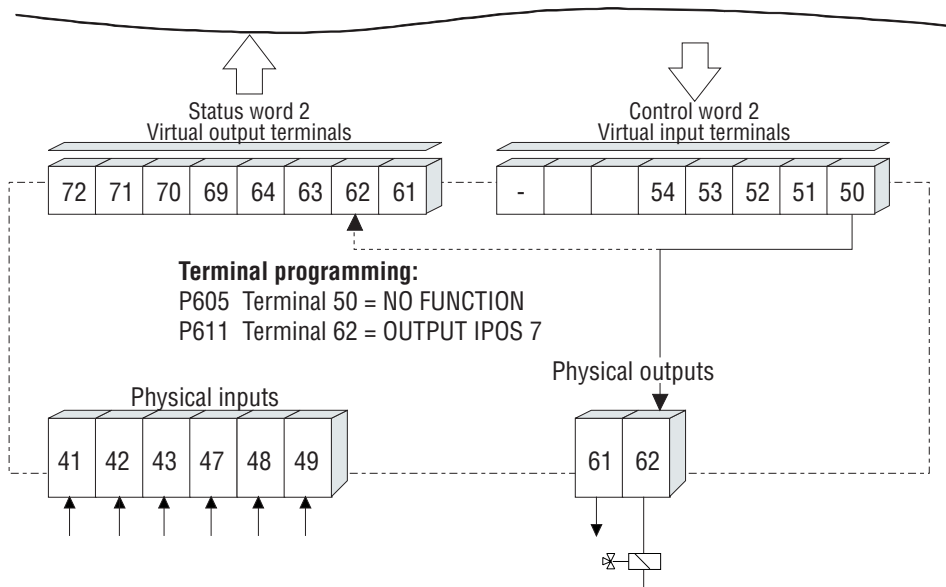 Status word 2
Virtual output terminals
Control word 2
Virtual input terminals
72 71 70 69 64 63 62 61
- 54 53 52 51 50
Terminal programming:
P605 Terminal 50 = NO FUNCTION
P611 Terminal 62 = OUTPUT IPOS 7
Physical outputs
Physical inputs
41 42 43 47 48 49
61 62